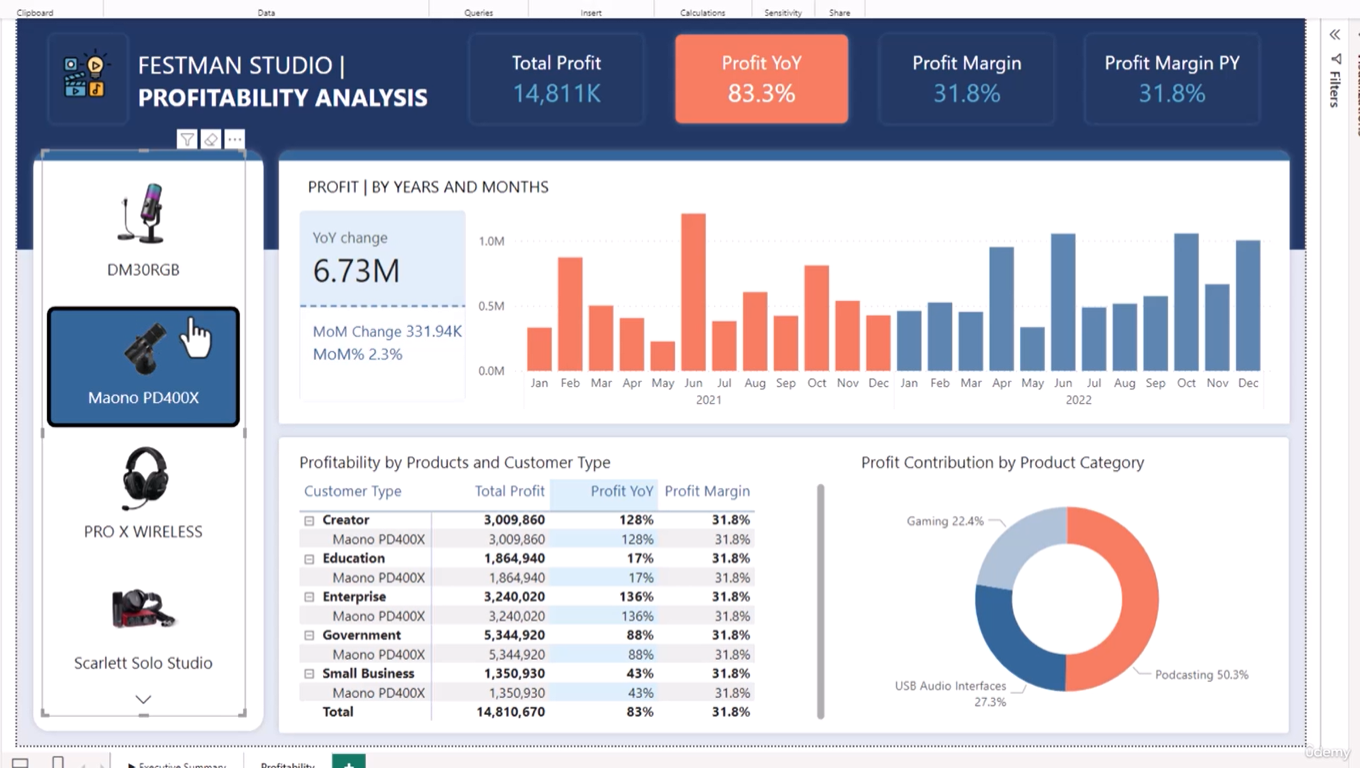 Clipboard
Data
Queries
Insert
Calculations
Sensitivity
Share
FESTMAN STUDIO |
PROFITABILITY ANALYSIS
Total Profit
14,811K
Profit YoY
83.3%
Profit Margin
31.8%
Profit Margin PY
31.8%
Filters
DM30RGB
Maono PD400X
PRO X WIRELESS
Scarlett Solo Studio
PROFIT | BY YEARS AND MONTHS
YoY change
6.73M
MoM Change 331.94K
MoM% 2.3%
1.0M
0.5M
0.0M
Jan Feb Mar Apr May Jun Jul Aug Sep Oct Nov Dec Jan Feb Mar Apr May Jun Jul Aug Sep Oct Nov Dec
2021 2022
Profitability by Products and Customer Type
Customer Type Total Profit Profit YoY Profit Margin
Creator 3,009,860 128% 31.8%
Maono PD400X 3,009,860 128% 31.8%
Education 1,864,940 17% 31.8%
Maono PD400X 1,864,940 17% 31.8%
Enterprise 3,240,020 136% 31.8%
Maono PD400X 3,240,020 136% 31.8%
Government 5,344,920 88% 31.8%
Maono PD400X 5,344,920 88% 31.8%
Small Business 1,350,930 43% 31.8%
Maono PD400X 1,350,930 43% 31.8%
Total 14,810,670 83% 31.8%
Profit Contribution by Product Category
Gaming 22.4%
Podcasting 50.3%
USB Audio Interfaces
27.3%
Executive Summary
Profitability
udemy